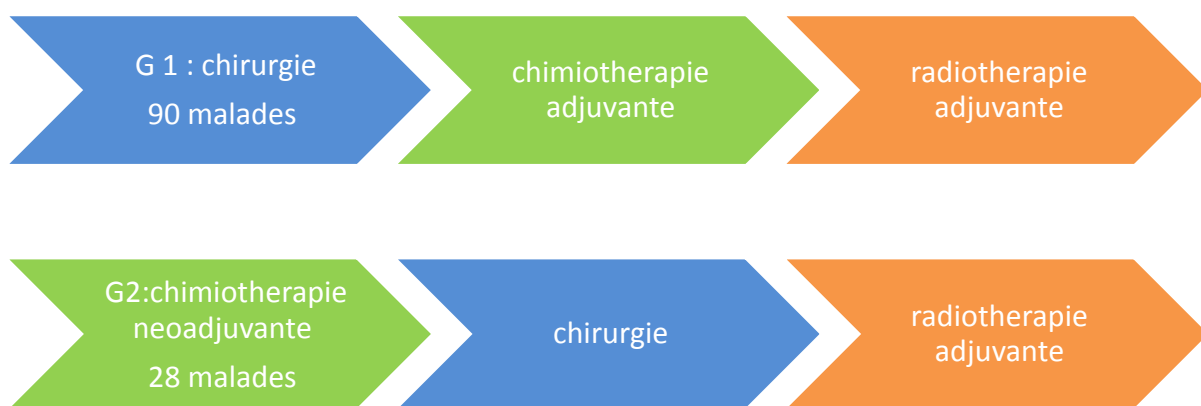 G 1 : chirurgie
90 malades
chimiotherapie
adjuvante
radiotherapie
adjuvante
G2:chimiotherapie
neoadjuvante
28 malades
chirurgie
radiotherapie
adjuvante